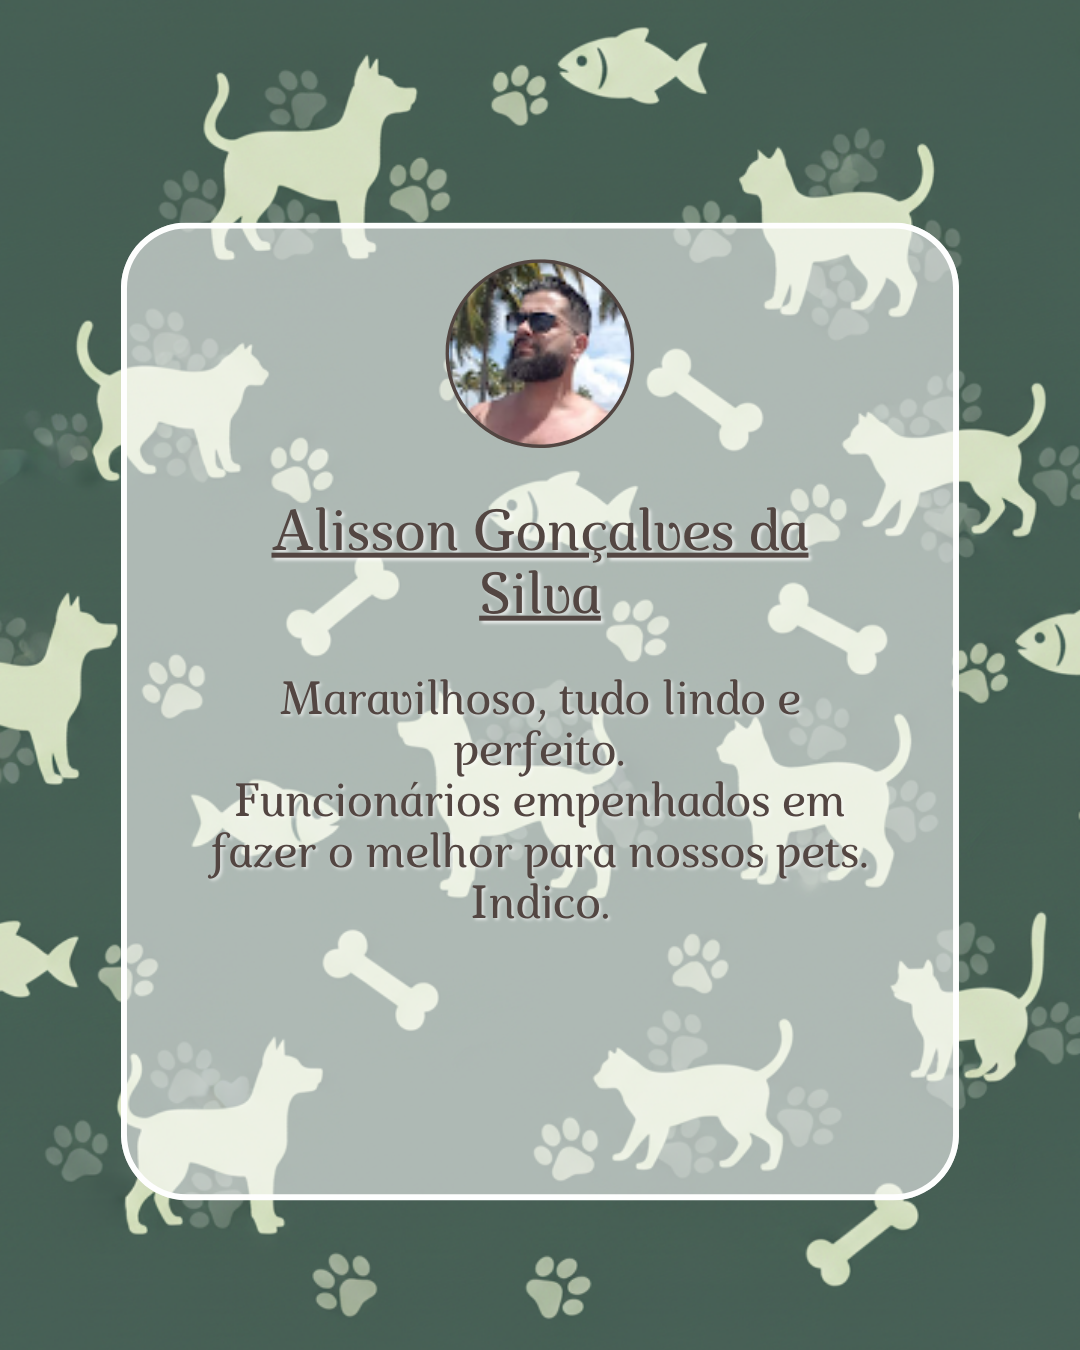 Alisson Gonçalves da
Silva
Maravilhoso, tudo lindo e
perfeito.
Funcionários empenhados em
fazer o melhor para nossos pets.
Indico.